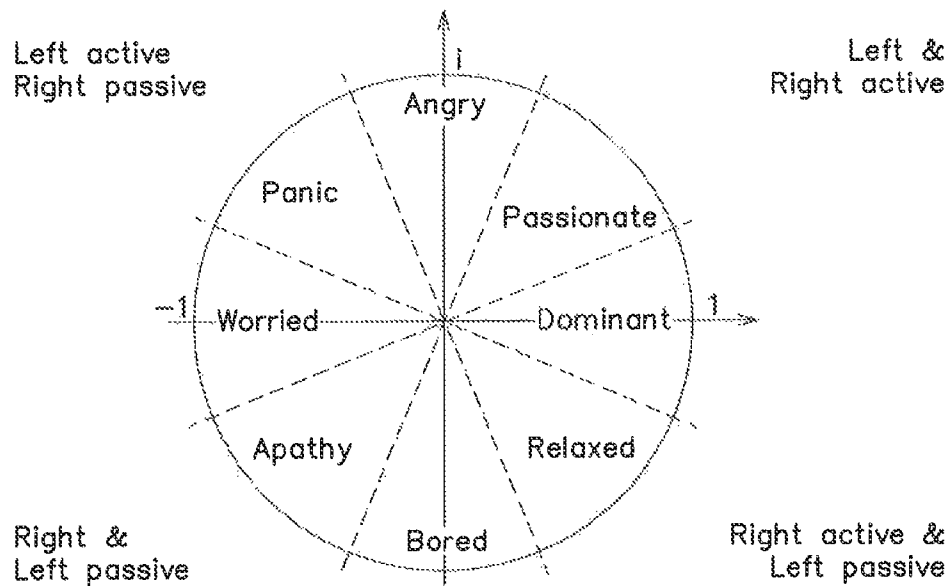 Left active
Right passive
Left &
Right active
i
Angry
Panic
Passionate
-1
Worried
Dominant
1
Apathy
Relaxed
Bored
Right &
Left passive
Right active &
Left passive